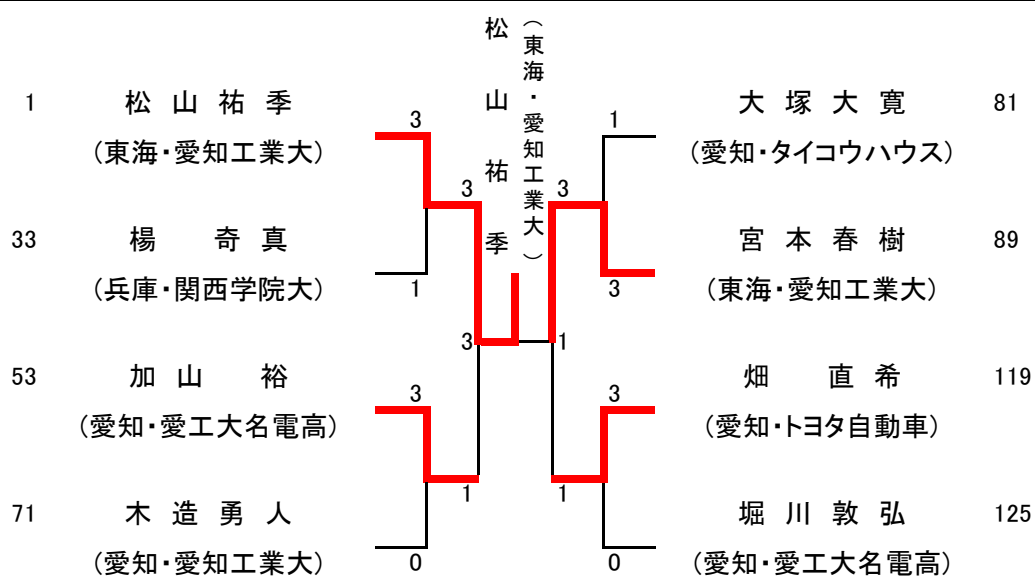 松山祐季
（東海・愛知工業大）
1 松山祐季
（東海・愛知工業大）
3
33 楊 奇真
（兵庫・関西学院大）
1
3
53 加山 裕
（愛知・愛工大名電高）
3
71 木造勇人
（愛知・愛知工業大）
0
1
3
1
大塚大寛 81
（愛知・タイコウハウス）
1
宮本春樹 89
（東海・愛知工業大）
3
3
畑 直希 119
（愛知・トヨタ自動車）
3
堀川敦弘 125
（愛知・愛工大名電高）
0
1